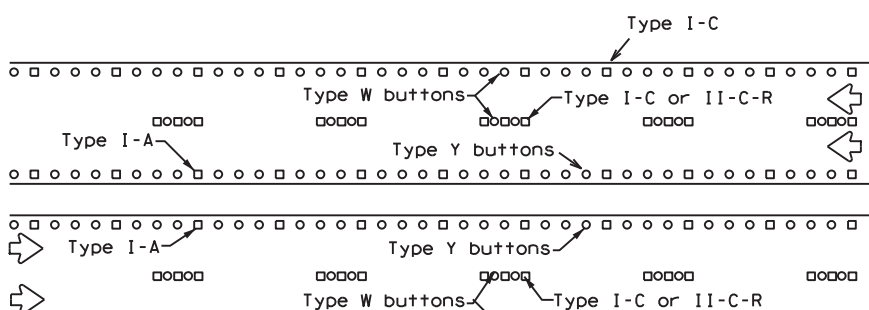 Type I-C
Type W buttons
Type I-C or II-C-R
Type I-A
Type Y buttons
Type I-A
Type Y buttons
Type W buttons
Type I-C or II-C-R